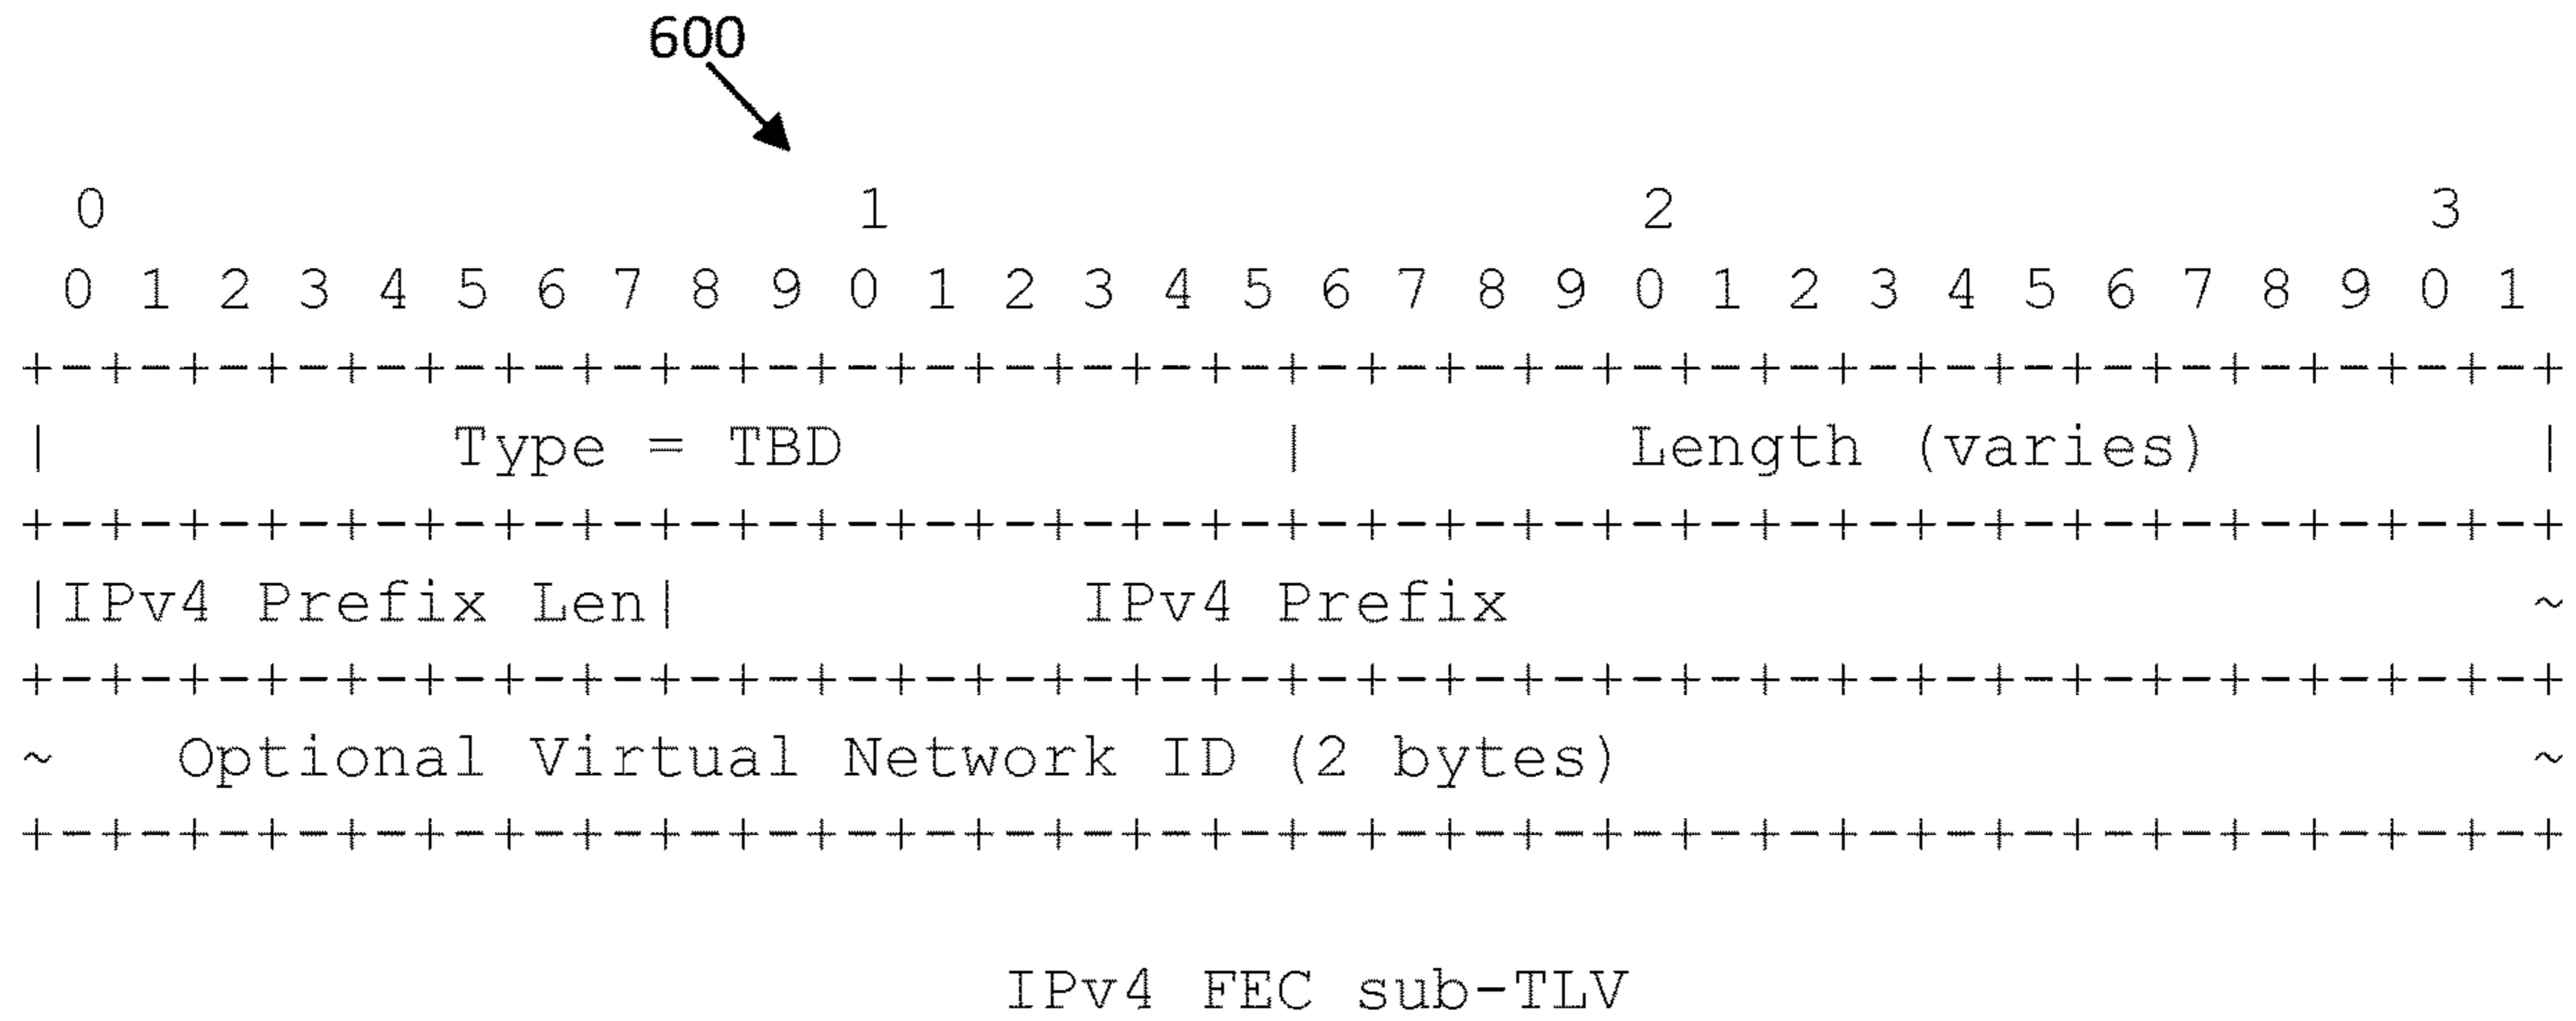 600
0 1 2 3
0 1 2 3 4 5 6 7 8 9 0 1 2 3 4 5 6 7 8 9 0 1 2 3 4 5 6 7 8 9 0 1
+-+-+-+-+-+-+-+-+-+-+-+-+-+-+-+-+-+-+-+-+-+-+-+-+-+-+-+-+-+-+-+-+
| Type = TBD | Length (varies) |
+-+-+-+-+-+-+-+-+-+-+-+-+-+-+-+-+-+-+-+-+-+-+-+-+-+-+-+-+-+-+-+-+
|IPv4 Prefix Len| IPv4 Prefix ~
+-+-+-+-+-+-+-+-+-+-+-+-+-+-+-+-+-+-+-+-+-+-+-+-+-+-+-+-+-+-+-+-+
~ Optional Virtual Network ID (2 bytes) ~
+-+-+-+-+-+-+-+-+-+-+-+-+-+-+-+-+-+-+-+-+-+-+-+-+-+-+-+-+-+-+-+-+
IPv4 FEC sub-TLV